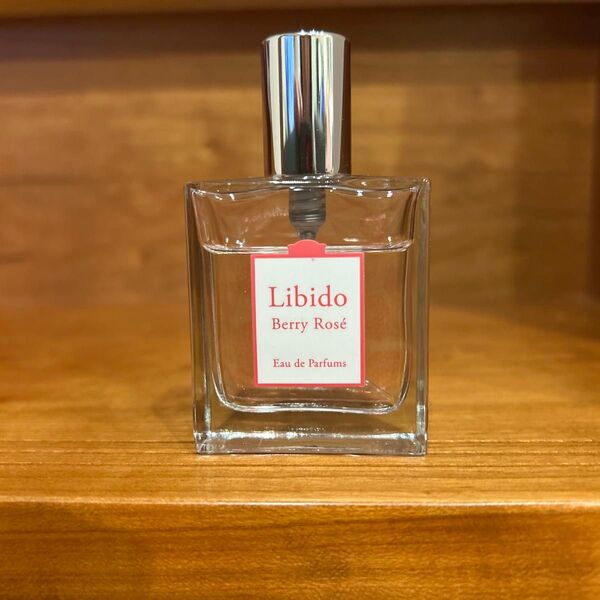 Libido
Berry Rosé
Eau de Parfums